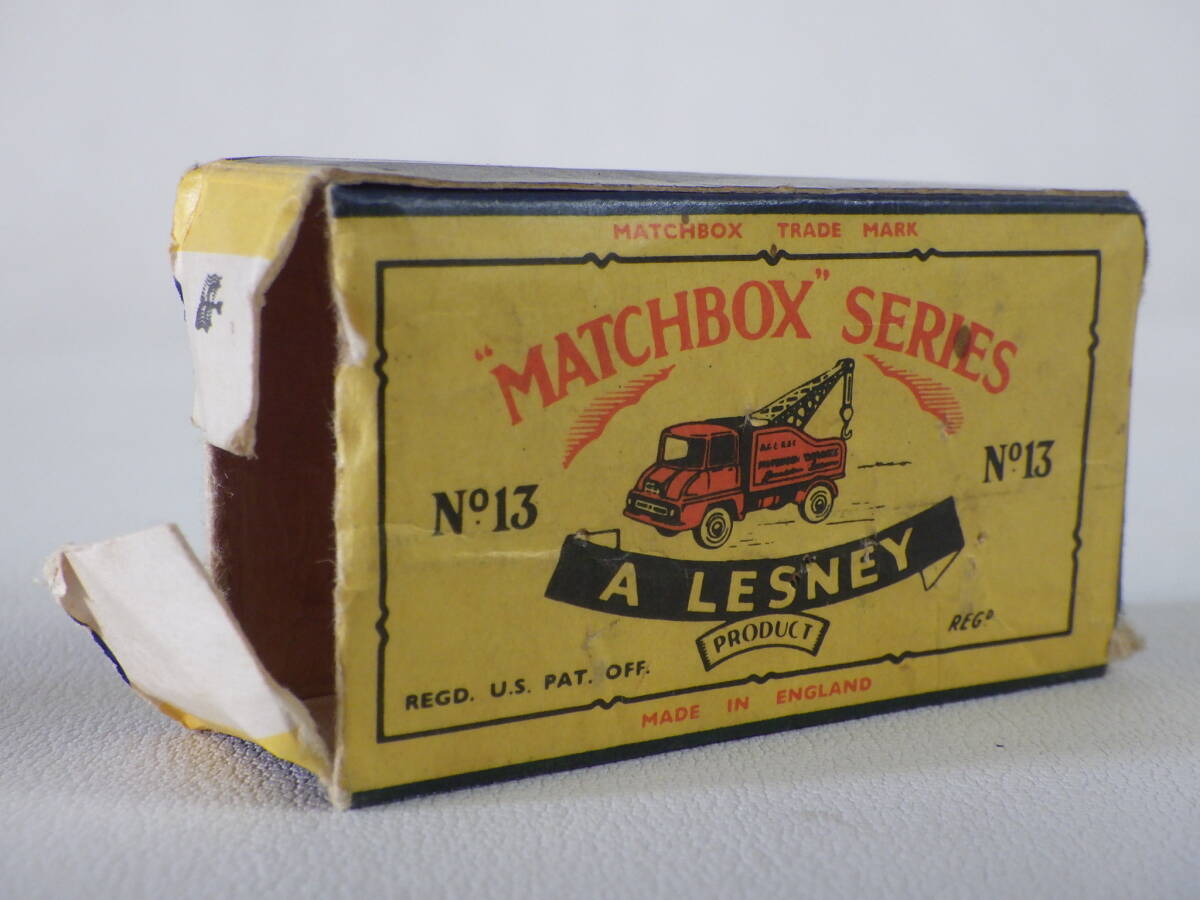 MATCHBOX TRADE MARK
"MATCHBOX" SERIES
Nº13
Nº13
A LESNEY
PRODUCT
REGD
REGD. U.S. PAT. OFF.
MADE IN ENGLAND